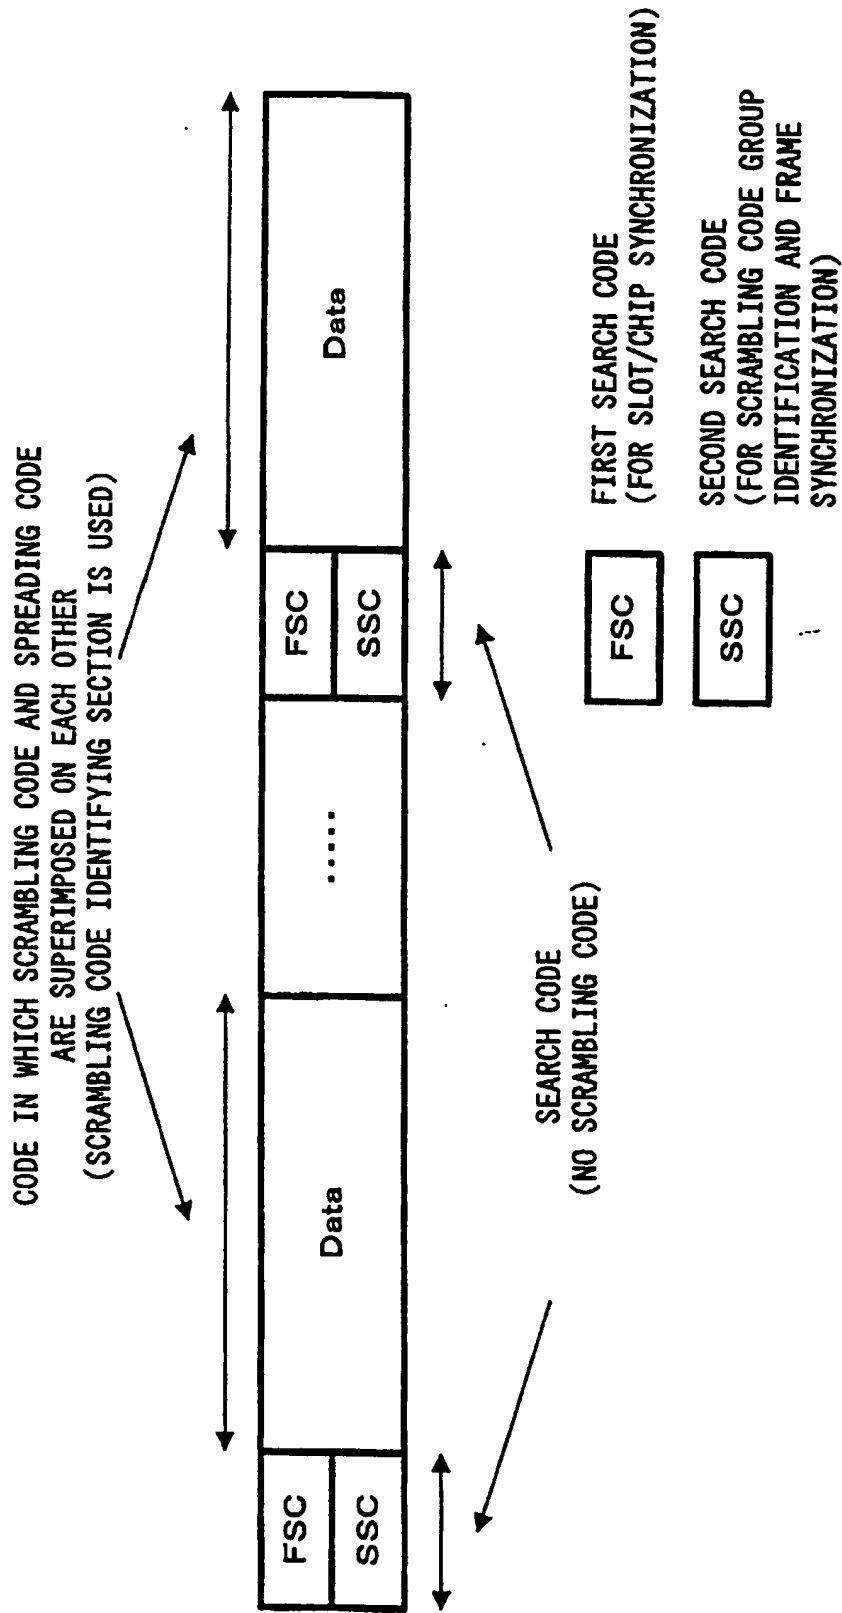 CODE IN WHICH SCRAMBLING CODE AND SPREADING CODE
ARE SUPERIMPOSED ON EACH OTHER
(SCRAMBLING CODE IDENTIFYING SECTION IS USED)
FSC
SSC
Data
.....
FSC
SSC
Data
SEARCH CODE
(NO SCRAMBLING CODE)
FSC
FIRST SEARCH CODE
(FOR SLOT/CHIP SYNCHRONIZATION)
SSC
SECOND SEARCH CODE
(FOR SCRAMBLING CODE GROUP
IDENTIFICATION AND FRAME
SYNCHRONIZATION)